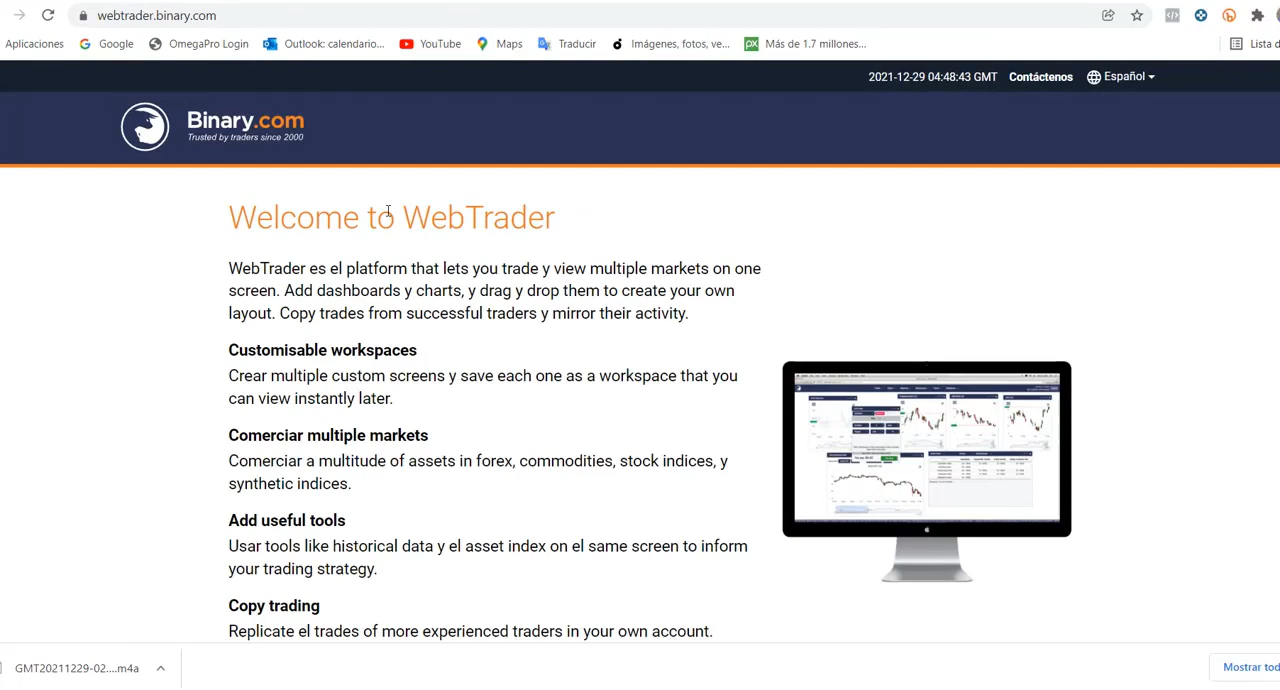 webtrader.binary.com
Aplicaciones Google OmegaPro Login Outlook: calendario... YouTube Maps Traducir Imágenes, fotos, ve... Más de 1.7 millones... Lista d
2021-12-29 04:48:43 GMT Contáctenos Español
Binary.com
Trusted by traders since 2000
Welcome to WebTrader
WebTrader es el platform that lets you trade y view multiple markets on one
screen. Add dashboards y charts, y drag y drop them to create your own
layout. Copy trades from successful traders y mirror their activity.
Customisable workspaces
Crear multiple custom screens y save each one as a workspace that you
can view instantly later.
Comerciar multiple markets
Comerciar a multitude of assets in forex, commodities, stock indices, y
synthetic indices.
Add useful tools
Usar tools like historical data y el asset index on el same screen to inform
your trading strategy.
Copy trading
Replicate el trades of more experienced traders in your own account.
GMT20211229-02....m4a
Mostrar tod